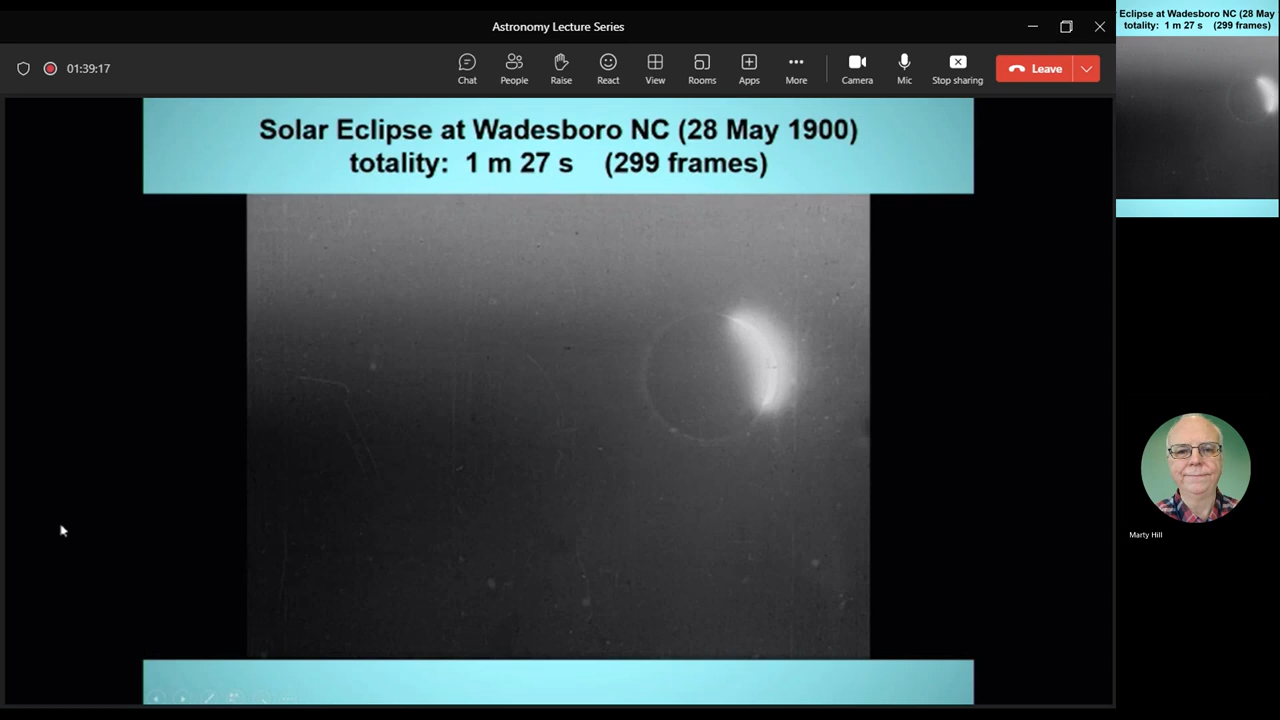 Astronomy Lecture Series
01:39:17
Chat
People
Raise
React
View
Rooms
Apps
More
Camera
Mic
Stop sharing
Leave
Solar Eclipse at Wadesboro NC (28 May 1900)
totality: 1 m 27 s (299 frames)
Eclipse at Wadesboro NC (28 May
totality: 1 m 27 s (299 frames)
Marty Hill